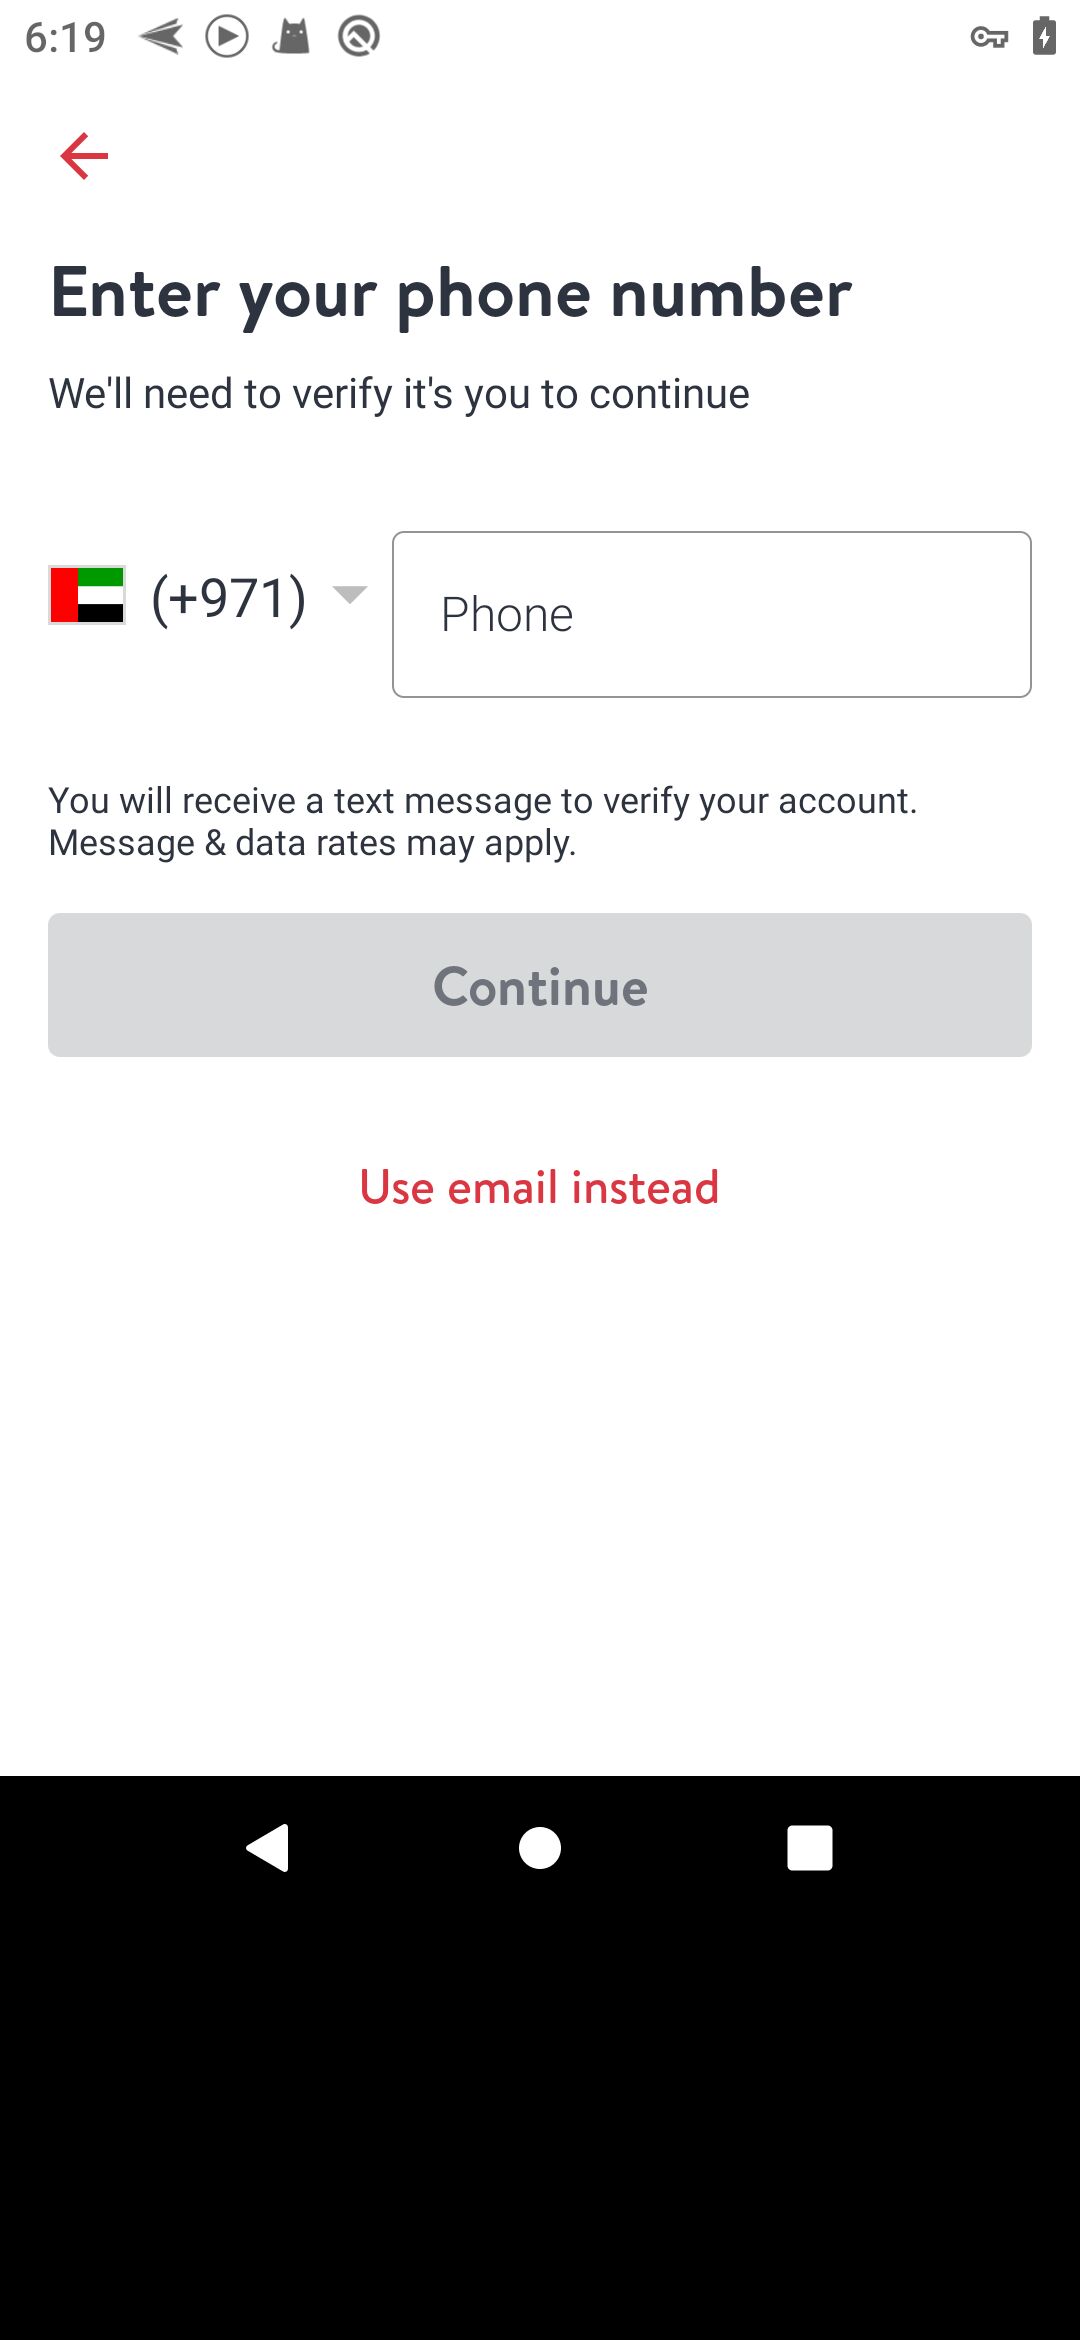 6:19
Enter your phone number
We'll need to verify it's you to continue
(+971)
Phone
You will receive a text message to verify your account.
Message & data rates may apply.
Continue
Use email instead